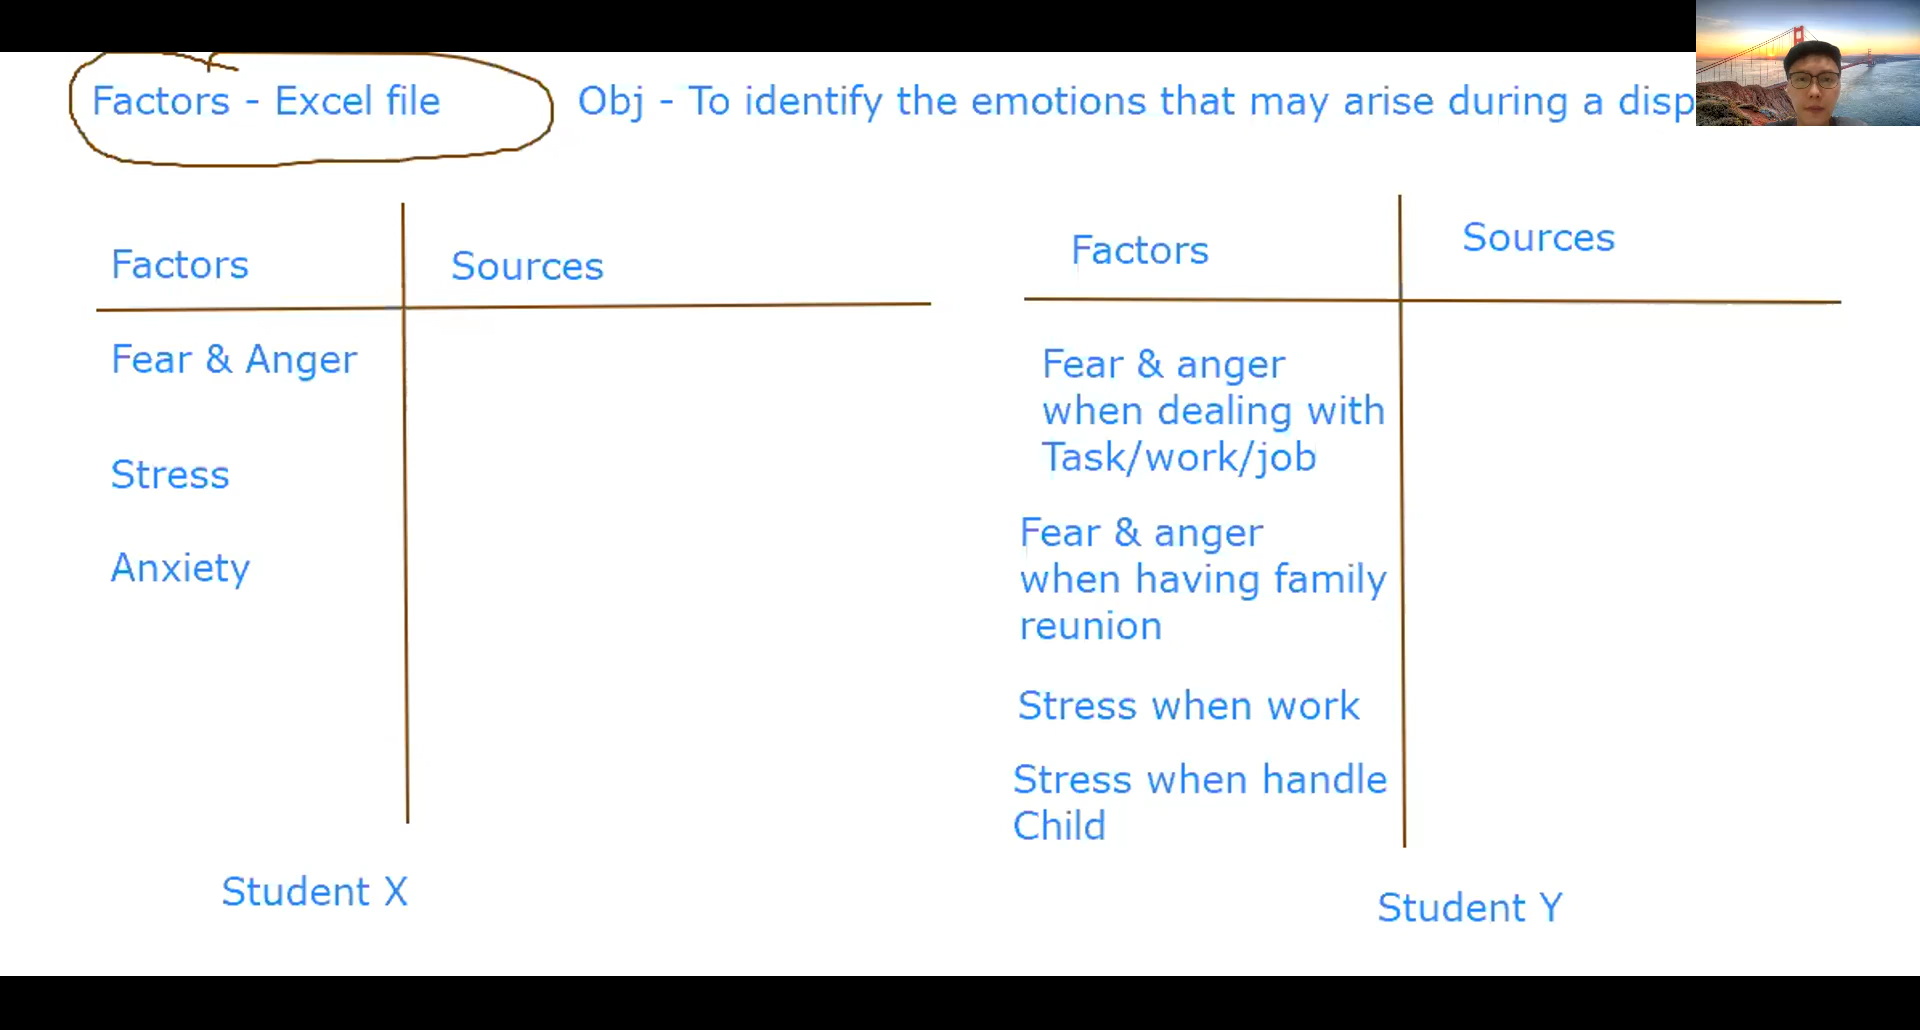 Factors - Excel file
Obj - To identify the emotions that may arise during a disp
Factors
Sources
Fear & Anger
Stress
Anxiety
Student X
Factors
Sources
Fear & anger
when dealing with
Task/work/job
Fear & anger
when having family
reunion
Stress when work
Stress when handle
Child
Student Y